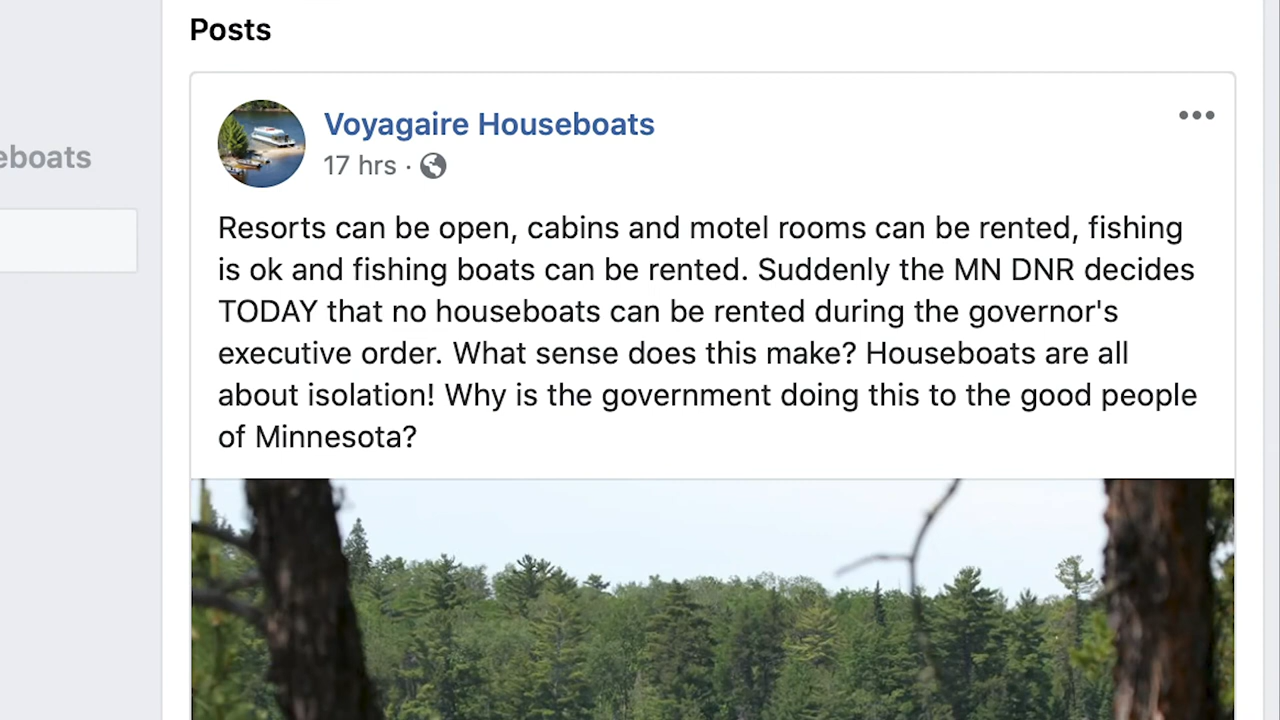 Posts
Voyagaire Houseboats
17 hrs ·
eboats
Resorts can be open, cabins and motel rooms can be rented, fishing
is ok and fishing boats can be rented. Suddenly the MN DNR decides
TODAY that no houseboats can be rented during the governor's
executive order. What sense does this make? Houseboats are all
about isolation! Why is the government doing this to the good people
of Minnesota?